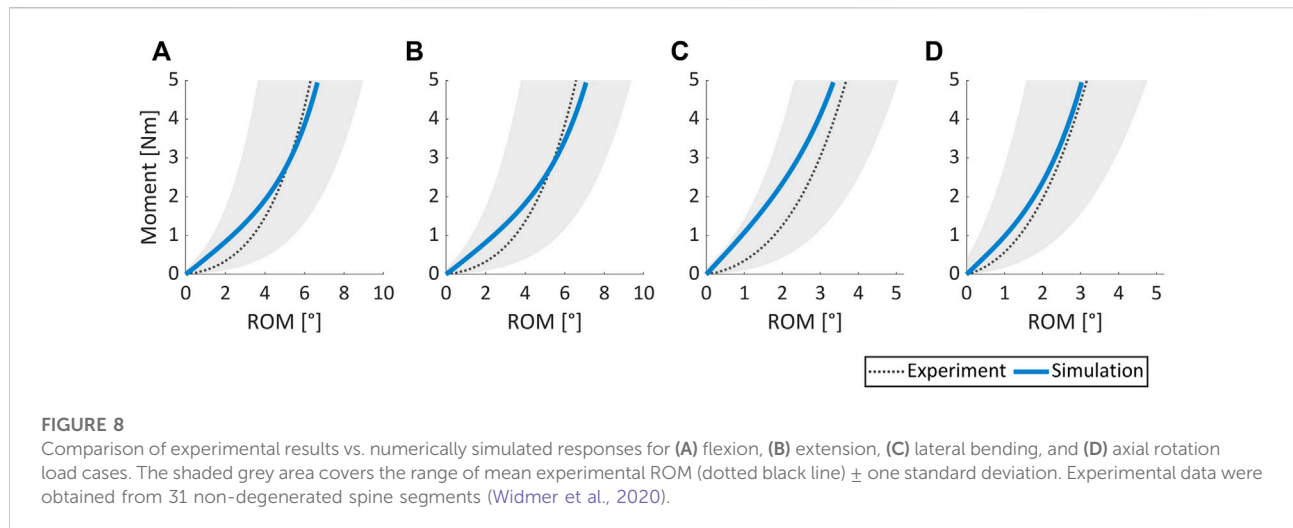 A
B
C
D
Moment [Nm]
5
4
3
2
1
0
0 2 4 6 8 10
ROM [°]
5
4
3
2
1
0
0 2 4 6 8 10
ROM [°]
5
4
3
2
1
0
0 1 2 3 4 5
ROM [°]
5
4
3
2
1
0
0 1 2 3 4 5
ROM [°]
Experiment Simulation
FIGURE 8
Comparison of experimental results vs. numerically simulated responses for (A) flexion, (B) extension, (C) lateral bending, and (D) axial rotation
load cases. The shaded grey area covers the range of mean experimental ROM (dotted black line) ± one standard deviation. Experimental data were
obtained from 31 non-degenerated spine segments (Widmer et al., 2020).